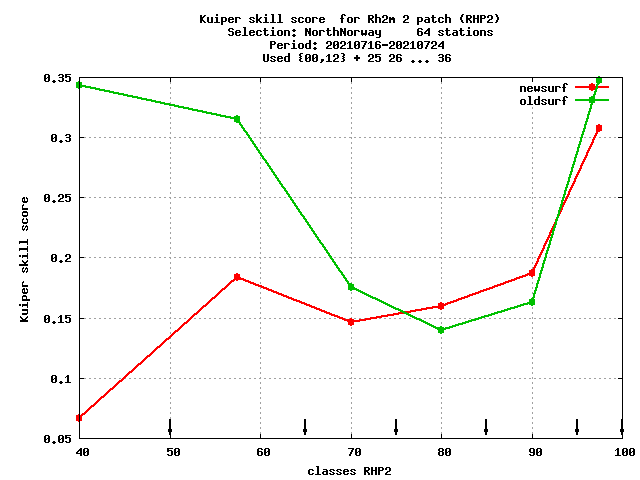 Kuiper skill score  for Rh2m 2 patch (RHP2)
Selection: NorthNorway     64 stations
Period: 20210716-20210724
Used {00,12} + 25 26 ... 36
0.35
newsurf
oldsurf
0.3
0.25
0.2
0.15
0.1
0.05
Kuiper skill score
40 50 60 70 80 90 100
classes RHP2